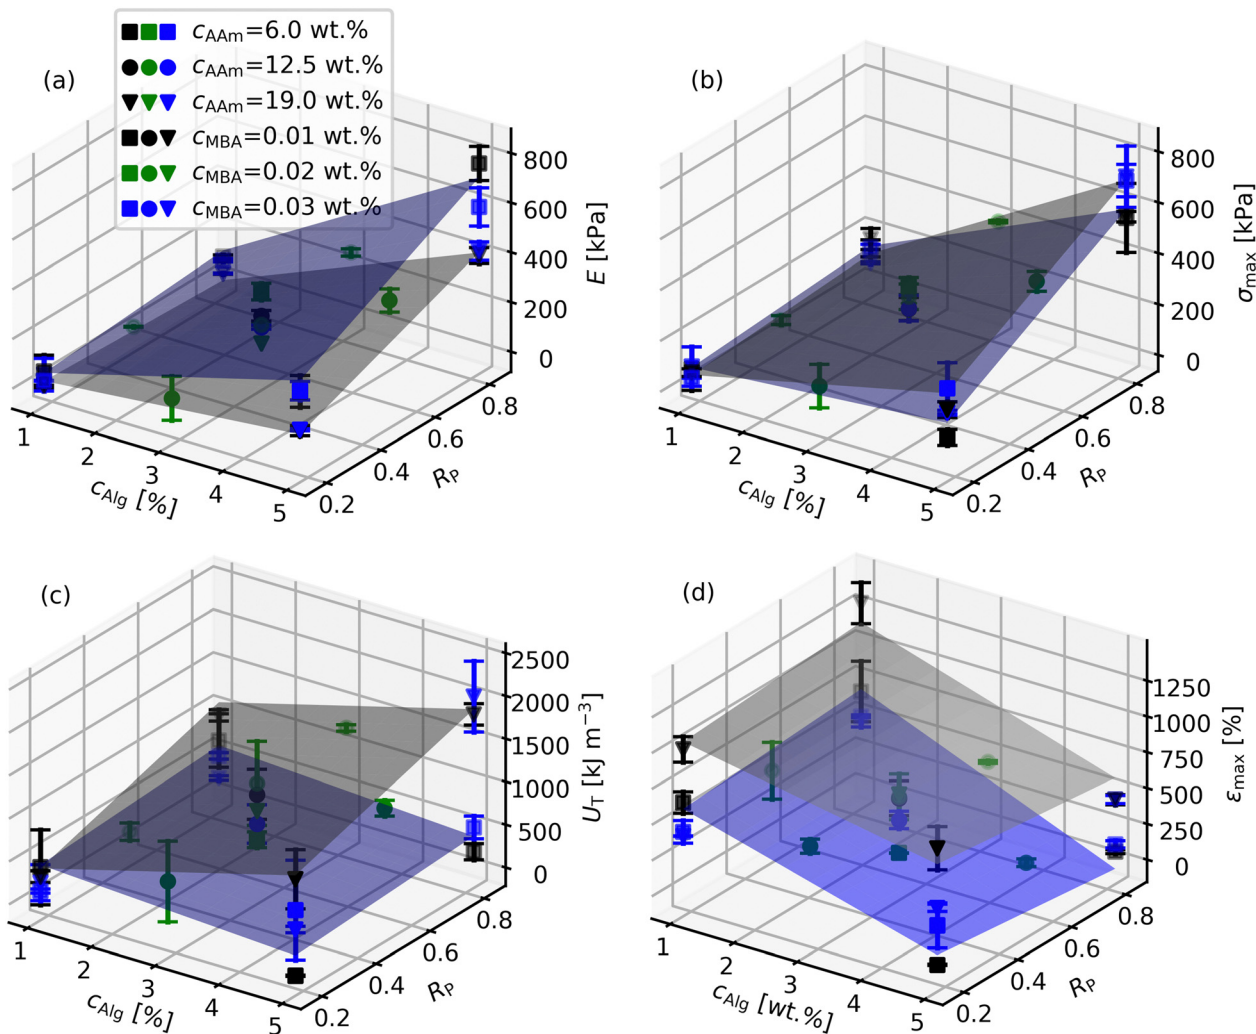 c_AAm=6.0 wt.%
c_AAm=12.5 wt.%
c_AAm=19.0 wt.%
c_MBA=0.01 wt.%
c_MBA=0.02 wt.%
c_MBA=0.03 wt.%
(a)
800
600
400
200
0
E [kPa]
1
2
3
4
5
c_Alg [%]
0.2
0.4
0.6
0.8
R_P
(b)
800
600
400
200
0
σ_max [kPa]
1
2
3
4
5
c_Alg [%]
0.2
0.4
0.6
0.8
R_P
(c)
2500
2000
1500
1000
500
0
U_T [kJ m⁻³]
1
2
3
4
5
c_Alg [%]
0.2
0.4
0.6
0.8
R_P
(d)
1250
1000
750
500
250
0
ε_max [%]
1
2
3
4
5
c_Alg [wt.%]
0.2
0.4
0.6
0.8
R_P